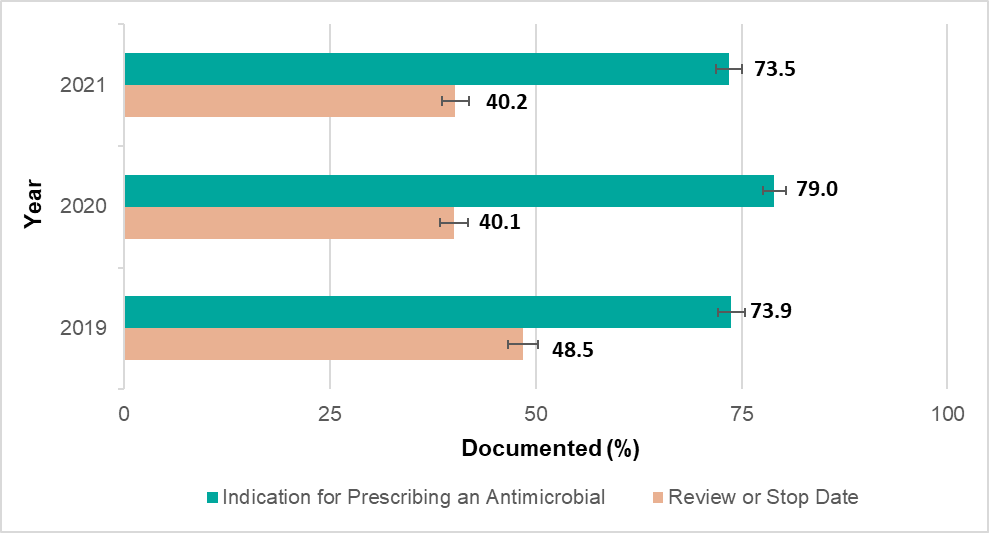 2021
73.5
40.2
2020
79.0
40.1
2019
73.9
48.5
Year
0 25 50 75 100
Documented (%)
Indication for Prescribing an Antimicrobial Review or Stop Date